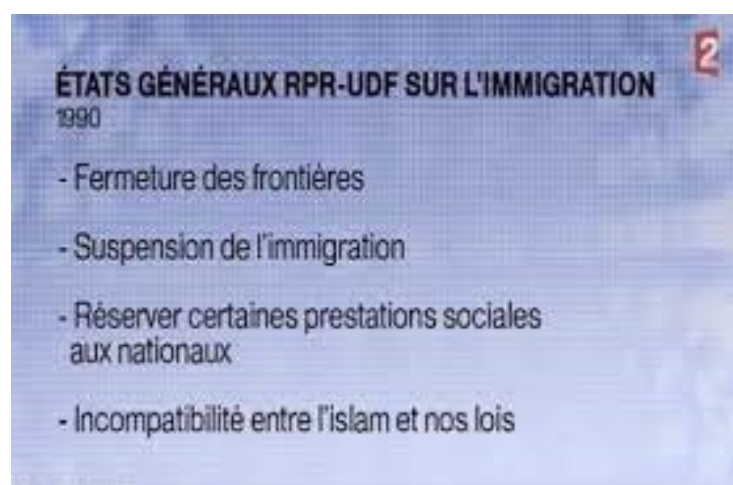 2
ÉTATS GÉNÉRAUX RPR-UDF SUR L'IMMIGRATION
1990
- Fermeture des frontières
- Suspension de l'immigration
- Réserver certaines prestations sociales
aux nationaux
- Incompatibilité entre l'islam et nos lois